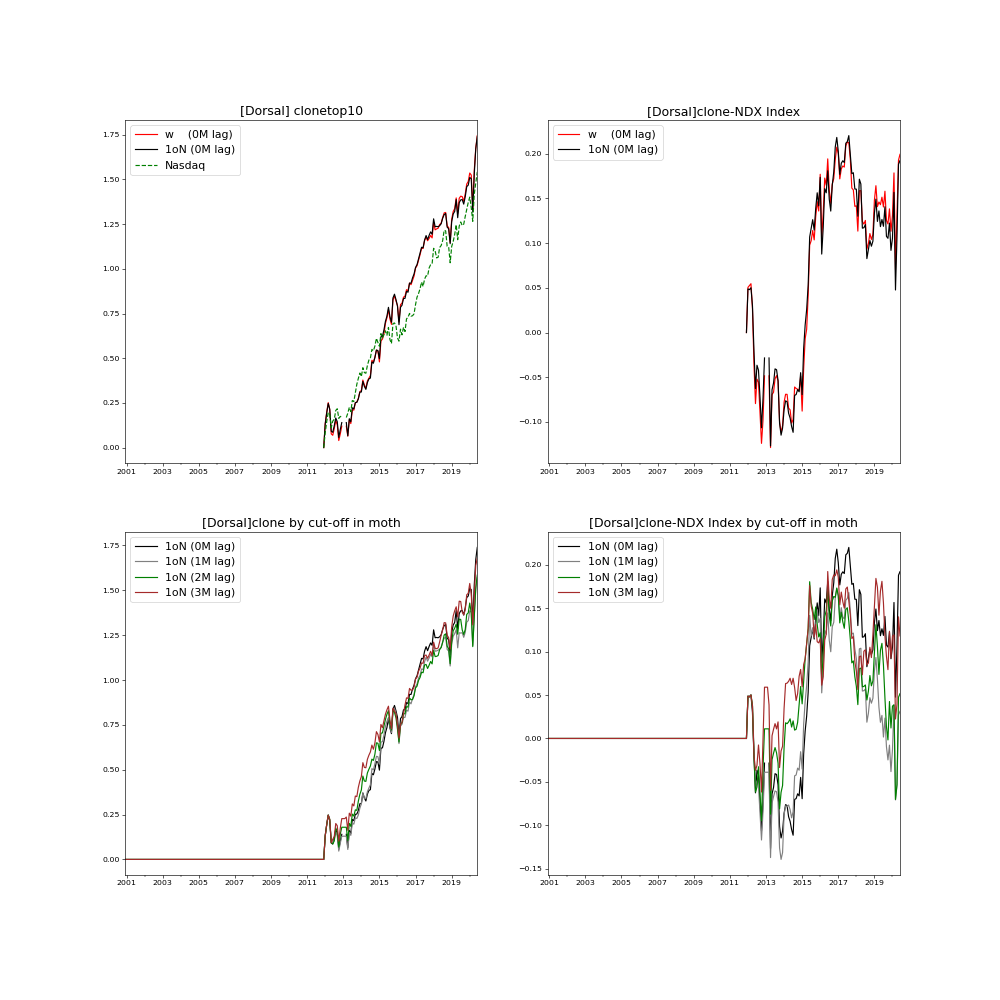 [Dorsal] clonetop10
w (0M lag)
1oN (0M lag)
Nasdaq
1.75
1.50
1.25
1.00
0.75
0.50
0.25
0.00
2001 2003 2005 2007 2009 2011 2013 2015 2017 2019
[Dorsal]clone-NDX Index
w (0M lag)
1oN (0M lag)
0.20
0.15
0.10
0.05
0.00
−0.05
−0.10
2001 2003 2005 2007 2009 2011 2013 2015 2017 2019
[Dorsal]clone by cut-off in moth
1oN (0M lag)
1oN (1M lag)
1oN (2M lag)
1oN (3M lag)
1.75
1.50
1.25
1.00
0.75
0.50
0.25
0.00
2001 2003 2005 2007 2009 2011 2013 2015 2017 2019
[Dorsal]clone-NDX Index by cut-off in moth
1oN (0M lag)
1oN (1M lag)
1oN (2M lag)
1oN (3M lag)
0.20
0.15
0.10
0.05
0.00
−0.05
−0.10
−0.15
2001 2003 2005 2007 2009 2011 2013 2015 2017 2019